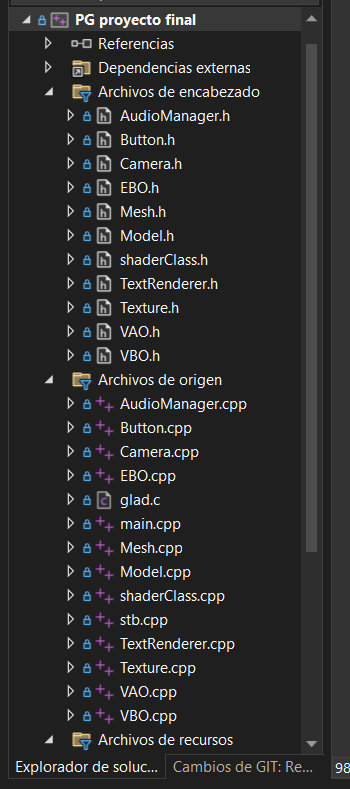 PG proyecto final
Referencias
Dependencias externas
Archivos de encabezado
AudioManager.h
Button.h
Camera.h
EBO.h
Mesh.h
Model.h
shaderClass.h
TextRenderer.h
Texture.h
VAO.h
VBO.h
Archivos de origen
AudioManager.cpp
Button.cpp
Camera.cpp
EBO.cpp
glad.c
main.cpp
Mesh.cpp
Model.cpp
shaderClass.cpp
stb.cpp
TextRenderer.cpp
Texture.cpp
VAO.cpp
VBO.cpp
Archivos de recursos
Explorador de soluc... Cambios de GIT: Re... 98